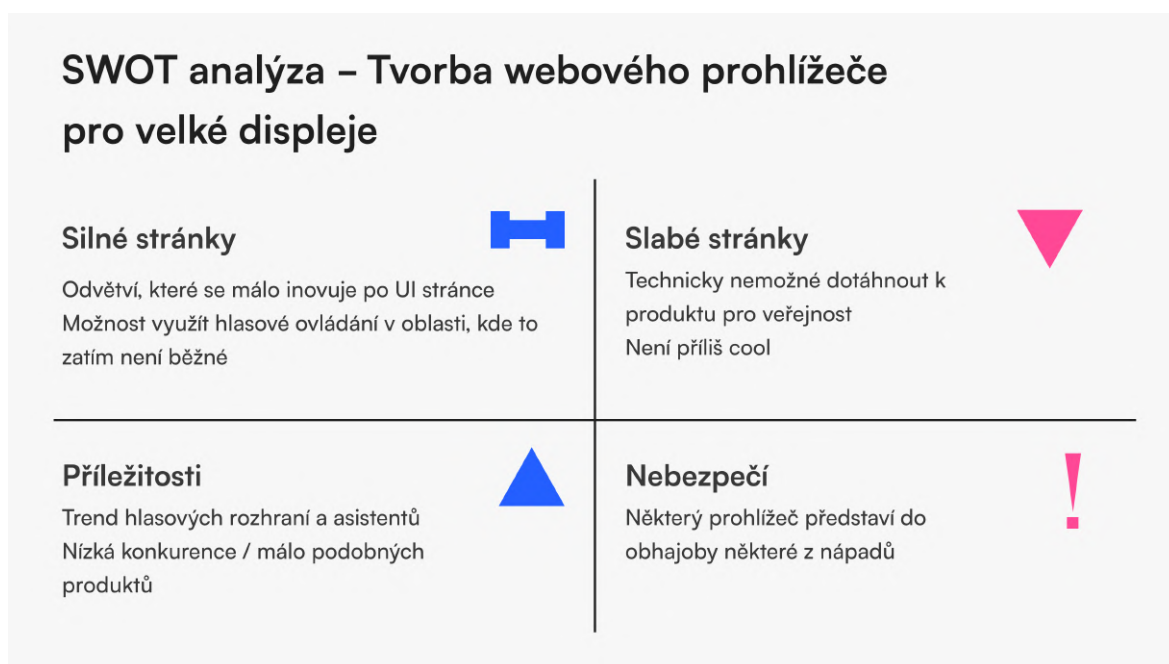 SWOT analýza – Tvorba webového prohlížeče
pro velké displeje
Silné stránky
Odvětví, které se málo inovuje po UI stránce
Možnost využít hlasové ovládání v oblasti, kde to
zatím není běžné
Slabé stránky
Technicky nemožné dotáhnout k
produktu pro veřejnost
Není příliš cool
Příležitosti
Trend hlasových rozhraní a asistentů
Nízká konkurence / málo podobných
produktů
Nebezpečí
Některý prohlížeč představí do
obhajoby některé z nápadů